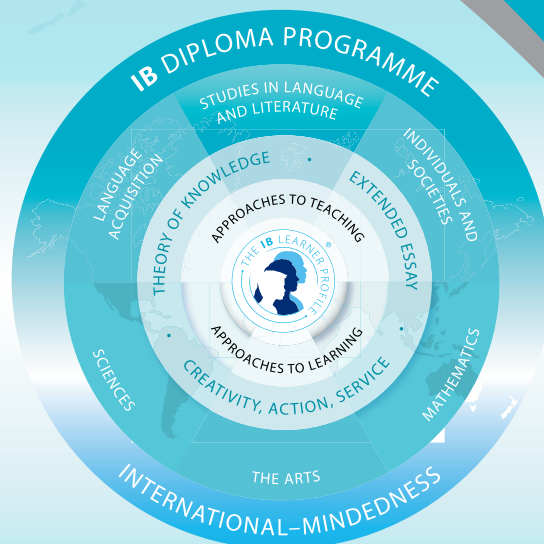 IB DIPLOMA PROGRAMME
STUDIES IN LANGUAGE
AND LITERATURE
LANGUAGE
ACQUISITION
INDIVIDUALS AND
SOCIETIES
THEORY OF KNOWLEDGE
EXTENDED ESSAY
APPROACHES TO TEACHING
• THE IB LEARNER PROFILE •
®
APPROACHES TO LEARNING
CREATIVITY, ACTION, SERVICE
SCIENCES
MATHEMATICS
THE ARTS
INTERNATIONAL–MINDEDNESS